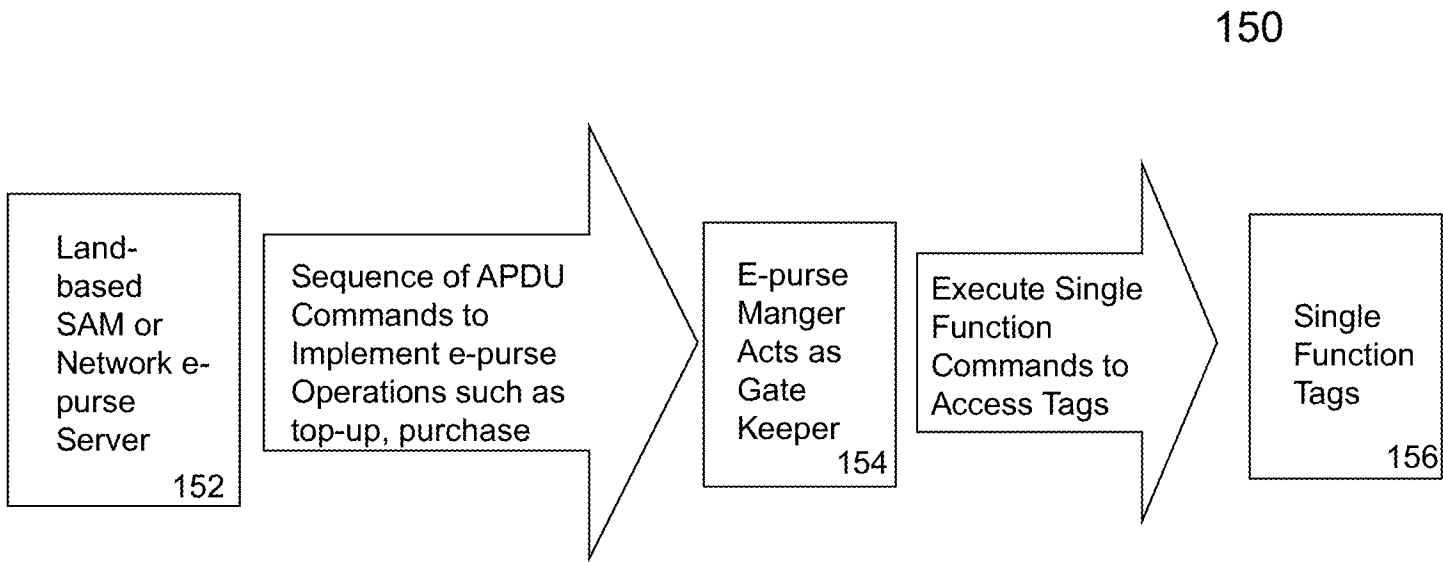 150
Land-
based
SAM or
Network e-
purse
Server
152
Sequence of APDU
Commands to
Implement e-purse
Operations such as
top-up, purchase
E-purse
Manger
Acts as
Gate
Keeper
154
Execute Single
Function
Commands to
Access Tags
Single
Function
Tags
156